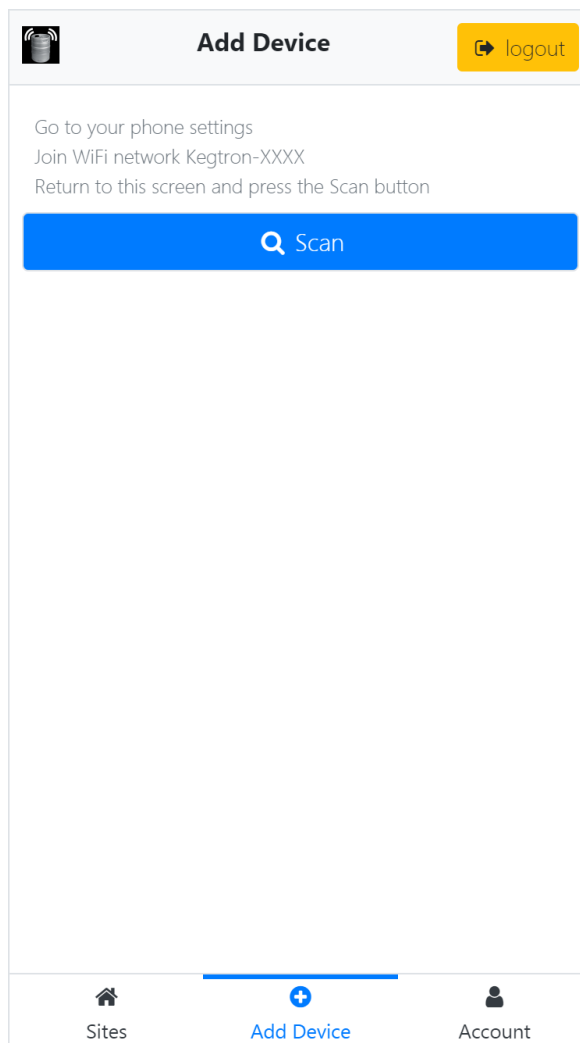 Add Device
logout
Go to your phone settings
Join WiFi network Kegtron-XXXX
Return to this screen and press the Scan button
Scan
Sites
Add Device
Account